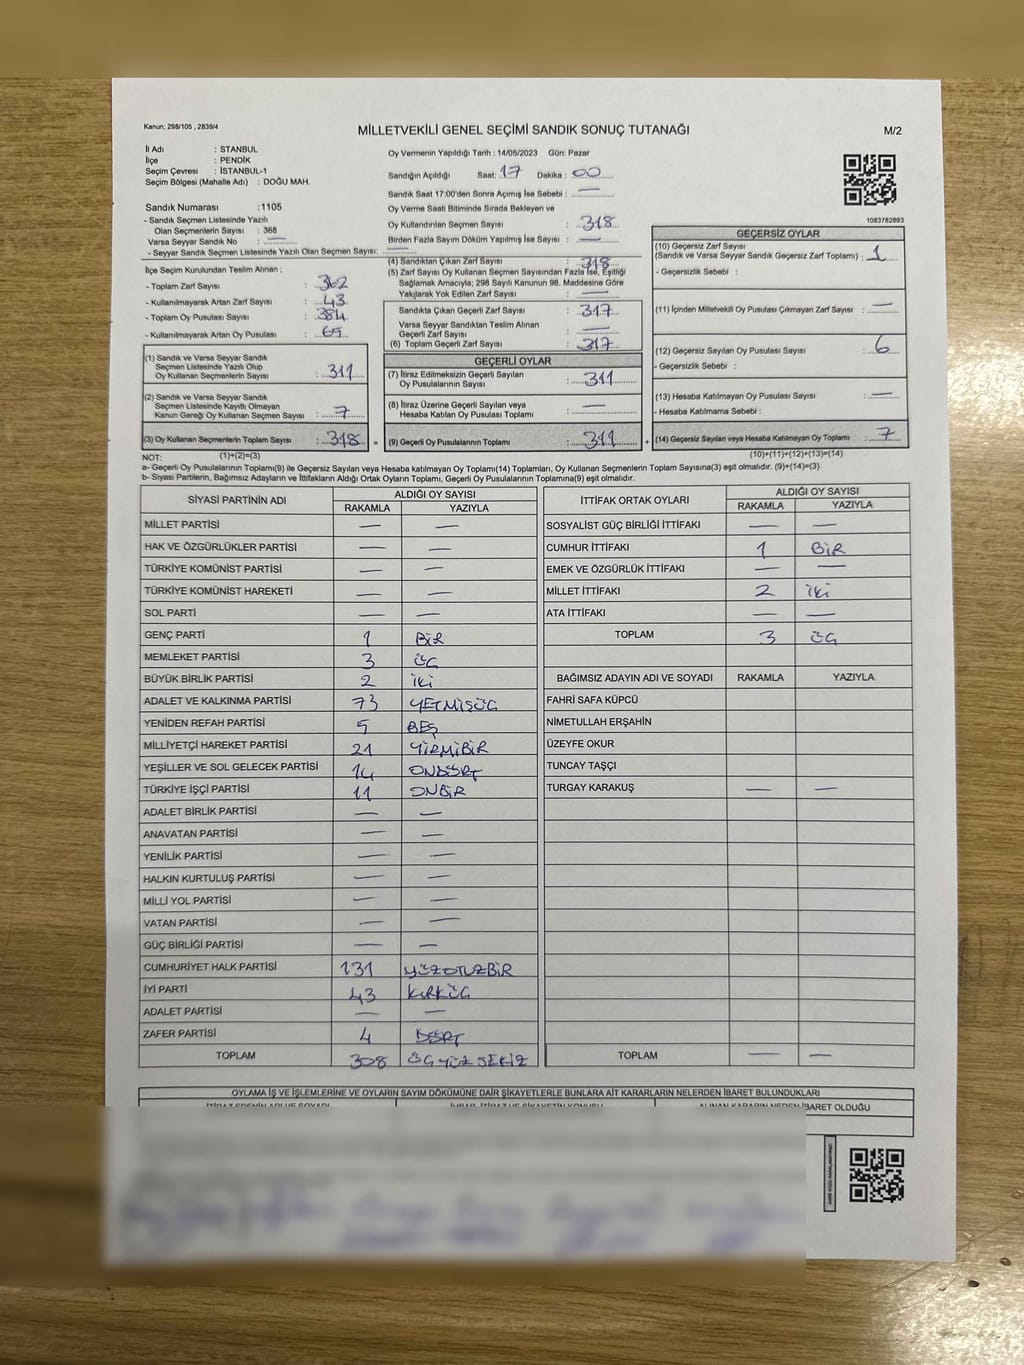 Kanun; 298/105 , 2839/4
MİLLETVEKİLİ GENEL SEÇİMİ SANDIK SONUÇ TUTANAĞI
M/2
İl Adı : STANBUL
İlçe : PENDİK
Seçim Çevresi : İSTANBUL-1
Seçim Bölgesi (Mahalle Adı) : DOĞU MAH.
Sandık Numarası :1105
- Sandık Seçmen Listesinde Yazılı
Olan Seçmenlerin Sayısı : 368
Varsa Seyyar Sandık No : —
- Seyyar Sandık Seçmen Listesinde Yazılı Olan Seçmen Sayısı: —
İlçe Seçim Kurulundan Teslim Alınan ;
- Toplam Zarf Sayısı : 362
- Kullanılmayarak Artan Zarf Sayısı : 43
- Toplam Oy Pusulası Sayısı : 384
- Kullanılmayarak Artan Oy Pusulası : 65
(1) Sandık ve Varsa Seyyar Sandık
Seçmen Listesinde Yazılı Olup
Oy Kullanan Seçmenlerin Sayısı : 311
(2) Sandık ve Varsa Seyyar Sandık
Seçmen Listesinde Kayıtlı Olmayan
Kanun Gereği Oy Kullanan Seçmen Sayısı : 7
(3) Oy Kullanan Seçmenlerin Toplam Sayısı : 318 =
(1)+(2)=(3)
Oy Vermenin Yapıldığı Tarih : 14/05/2023 Gün: Pazar
Sandığın Açıldığı Saat: 17 Dakika : 00
Sandık Saat 17:00'den Sonra Açımış İse Sebebi : —
Oy Verme Saati Bitiminde Sırada Bekleyen ve
Oy Kullandırılan Seçmen Sayısı : 318
Birden Fazla Sayım Döküm Yapılmış İse Sayısı : —
(4) Sandıktan Çıkan Zarf Sayısı : 318
(5) Zarf Sayısı Oy Kullanan Seçmen Sayısından Fazla İse, Eşitliği
Sağlamak Amacıyla; 298 Sayılı Kanunun 98. Maddesine Göre
Yakılarak Yok Edilen Zarf Sayısı : —
Sandıkta Çıkan Geçerli Zarf Sayısı : 317
Varsa Seyyar Sandıktan Teslim Alınan
Geçerli Zarf Sayısı : —
(6) Toplam Geçerli Zarf Sayısı : 317
GEÇERLİ OYLAR
(7) İtiraz Edilmeksizin Geçerli Sayılan
Oy Pusulalarının Sayısı : 311
(8) İtiraz Üzerine Geçerli Sayılan veya
Hesaba Katılan Oy Pusulası Toplamı : —
(9) Geçerli Oy Pusulalarının Toplamı : 311 +
1083782893
GEÇERSİZ OYLAR
(10) Geçersiz Zarf Sayısı
(Sandık ve Varsa Seyyar Sandık Geçersiz Zarf Toplamı) : 1
- Geçersizlik Sebebi :
(11) İçinden Milletvekili Oy Pusulası Çıkmayan Zarf Sayısı : —
(12) Geçersiz Sayılan Oy Pusulası Sayısı : 6
- Geçersizlik Sebebi :
(13) Hesaba Katılmayan Oy Pusulası Sayısı : —
- Hesaba Katılmama Sebebi :
(14) Geçersiz Sayılan veya Hesaba Katılmayan Oy Toplamı : 7
(10)+(11)+(12)+(13)=(14)
NOT:
a- Geçerli Oy Pusulalarının Toplamı(9) ile Geçersiz Sayılan veya Hesaba katılmayan Oy Toplamı(14) Toplamları, Oy Kullanan Seçmenlerin Toplam Sayısına(3) eşit olmalıdır. (9)+(14)=(3)
b- Siyasi Partilerin, Bağımsız Adayların ve İttifakların Aldığı Ortak Oyların Toplamı, Geçerli Oy Pusulalarının Toplamına(9) eşit olmalıdır.
SİYASİ PARTİNİN ADI ALDIĞI OY SAYISI
RAKAMLA YAZIYLA
MİLLET PARTİSİ — —
HAK VE ÖZGÜRLÜKLER PARTİSİ — —
TÜRKİYE KOMÜNİST PARTİSİ — —
TÜRKİYE KOMÜNİST HAREKETİ — —
SOL PARTİ — —
GENÇ PARTİ 1 BİR
MEMLEKET PARTİSİ 3 ÜÇ
BÜYÜK BİRLİK PARTİSİ 2 İKİ
ADALET VE KALKINMA PARTİSİ 73 YETMİŞÜÇ
YENİDEN REFAH PARTİSİ 5 BEŞ
MİLLİYETÇİ HAREKET PARTİSİ 21 YİRMİBİR
YEŞİLLER VE SOL GELECEK PARTİSİ 14 ONDÖRT
TÜRKİYE İŞÇİ PARTİSİ 11 ONBİR
ADALET BİRLİK PARTİSİ — —
ANAVATAN PARTİSİ — —
YENİLİK PARTİSİ — —
HALKIN KURTULUŞ PARTİSİ — —
MİLLİ YOL PARTİSİ — —
VATAN PARTİSİ — —
GÜÇ BİRLİĞİ PARTİSİ — —
CUMHURİYET HALK PARTİSİ 131 YÜZOTUZBİR
İYİ PARTİ 43 KIRKÜÇ
ADALET PARTİSİ — —
ZAFER PARTİSİ 4 DÖRT
TOPLAM 308 ÜÇYÜZ SEKİZ
İTTİFAK ORTAK OYLARI ALDIĞI OY SAYISI
RAKAMLA YAZIYLA
SOSYALİST GÜÇ BİRLİĞİ İTTİFAKI — —
CUMHUR İTTİFAKI 1 BİR
EMEK VE ÖZGÜRLÜK İTTİFAKI — —
MİLLET İTTİFAKI 2 İKİ
ATA İTTİFAKI — —
TOPLAM 3 ÜÇ
BAĞIMSIZ ADAYIN ADI VE SOYADI RAKAMLA YAZIYLA
FAHRİ SAFA KÜPCÜ
NİMETULLAH ERŞAHİN
ÜZEYFE OKUR
TUNCAY TAŞÇI
TURGAY KARAKUŞ — —
TOPLAM — —
OYLAMA İŞ VE İŞLEMLERİNE VE OYLARIN SAYIM DÖKÜMÜNE DAİR ŞİKAYETLERLE BUNLARA AİT KARARLARIN NELERDEN İBARET BULUNDUKLARI
İTİRAZ EDENİN ADI VE SOYADI İHBAR, İTİRAZ VE ŞİKAYETİN KONUSU ALINAN KARARIN NEDEN İBARET OLDUĞU